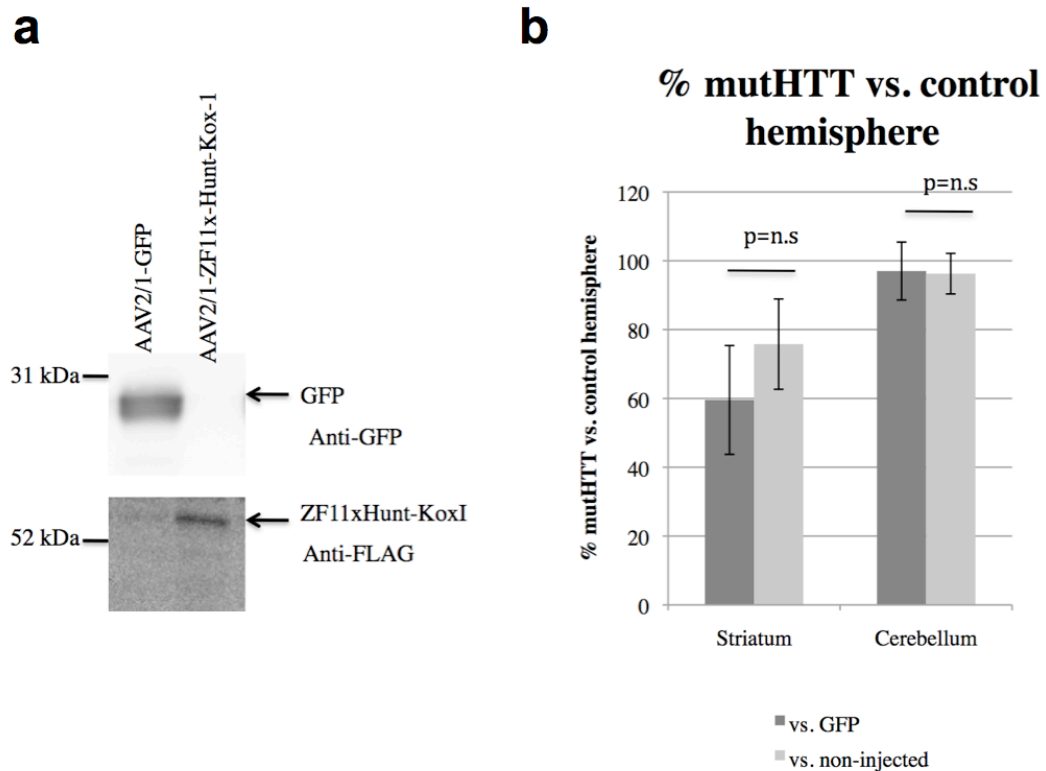 a
AAV2/1-GFP
AAV2/1-ZF11x-Hunt-Kox-1
31 kDa
GFP
Anti-GFP
52 kDa
ZF11xHunt-KoxI
Anti-FLAG
b
% mutHTT vs. control
hemisphere
% mutHTT vs. control hemisphere
120
100
80
60
40
20
0
p=n.s
p=n.s
Striatum
Cerebellum
vs. GFP
vs. non-injected